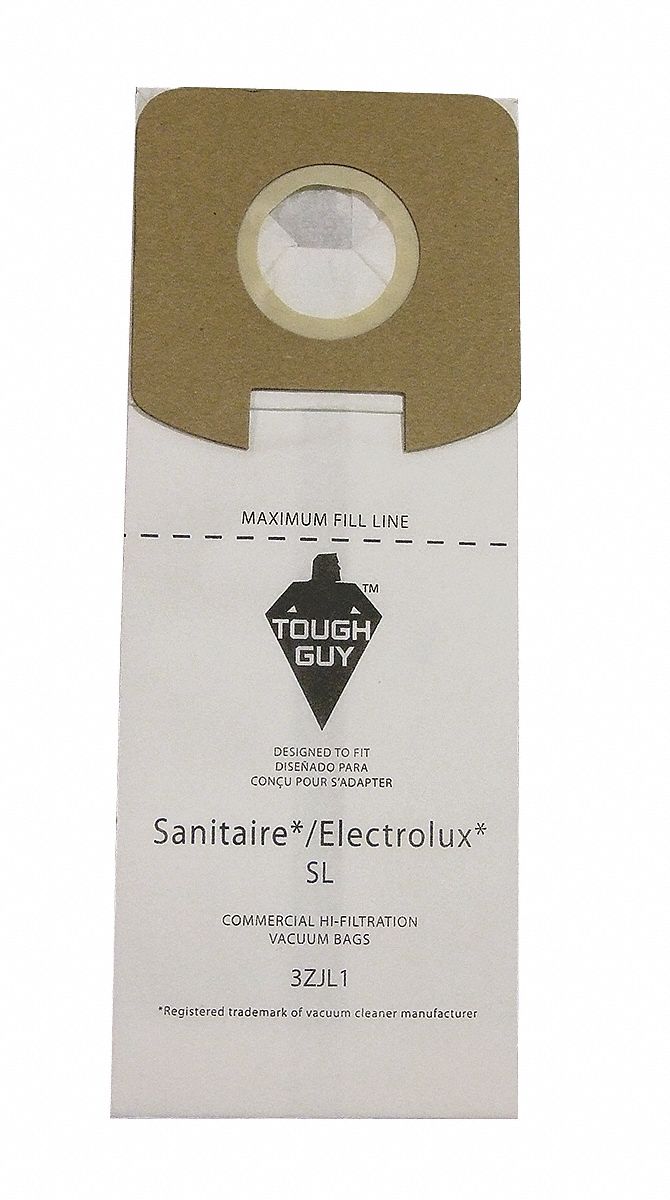 MAXIMUM FILL LINE
TM
TOUGH
GUY
DESIGNED TO FIT
DISEÑADO PARA
CONÇU POUR S'ADAPTER
Sanitaire*/Electrolux*
SL
COMMERCIAL HI-FILTRATION
VACUUM BAGS
3ZJL1
*Registered trademark of vacuum cleaner manufacturer